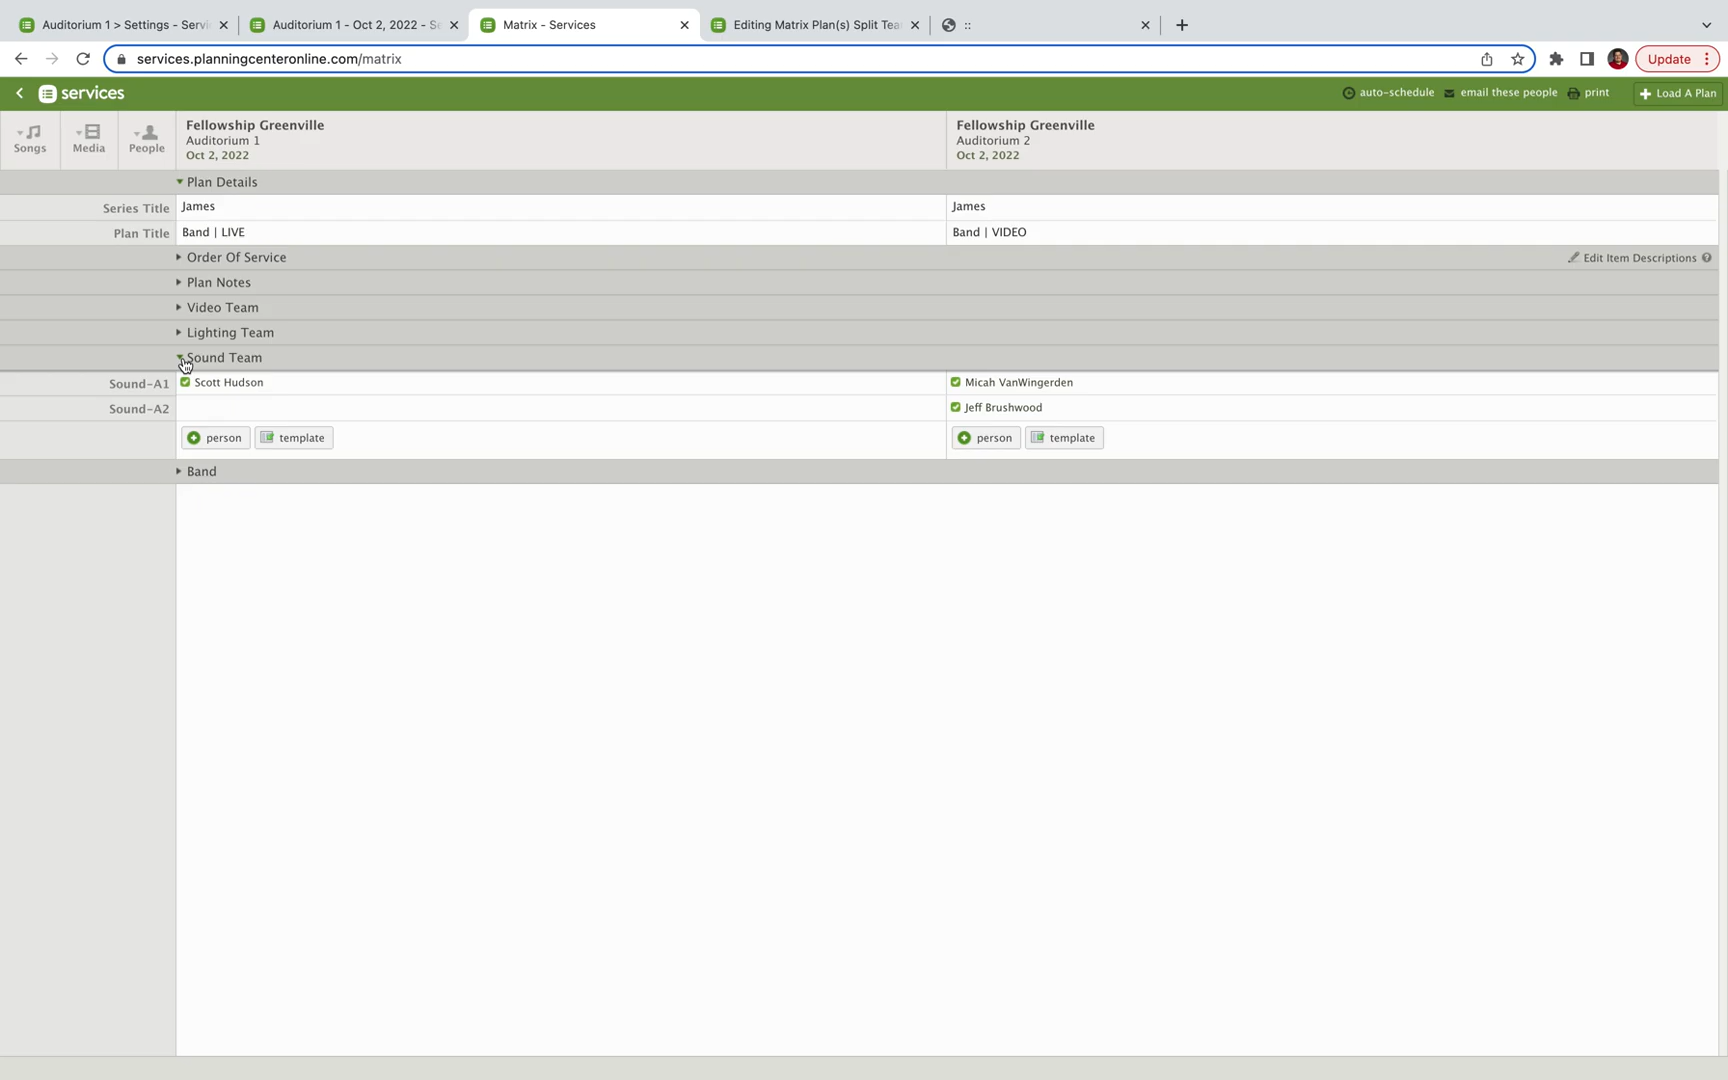 Auditorium 1 > Settings - Servi
Auditorium 1 - Oct 2, 2022 - Se
Matrix - Services
Editing Matrix Plan(s) Split Tea
::
services.planningcenteronline.com/matrix
Update
services
auto-schedule
email these people
print
Load A Plan
Songs
Media
People
Fellowship Greenville
Auditorium 1
Oct 2, 2022
Fellowship Greenville
Auditorium 2
Oct 2, 2022
Plan Details
Series Title
James
James
Plan Title
Band | LIVE
Band | VIDEO
Order Of Service
Edit Item Descriptions ?
Plan Notes
Video Team
Lighting Team
Sound Team
Sound-A1
Scott Hudson
Micah VanWingerden
Sound-A2
Jeff Brushwood
person
template
person
template
Band